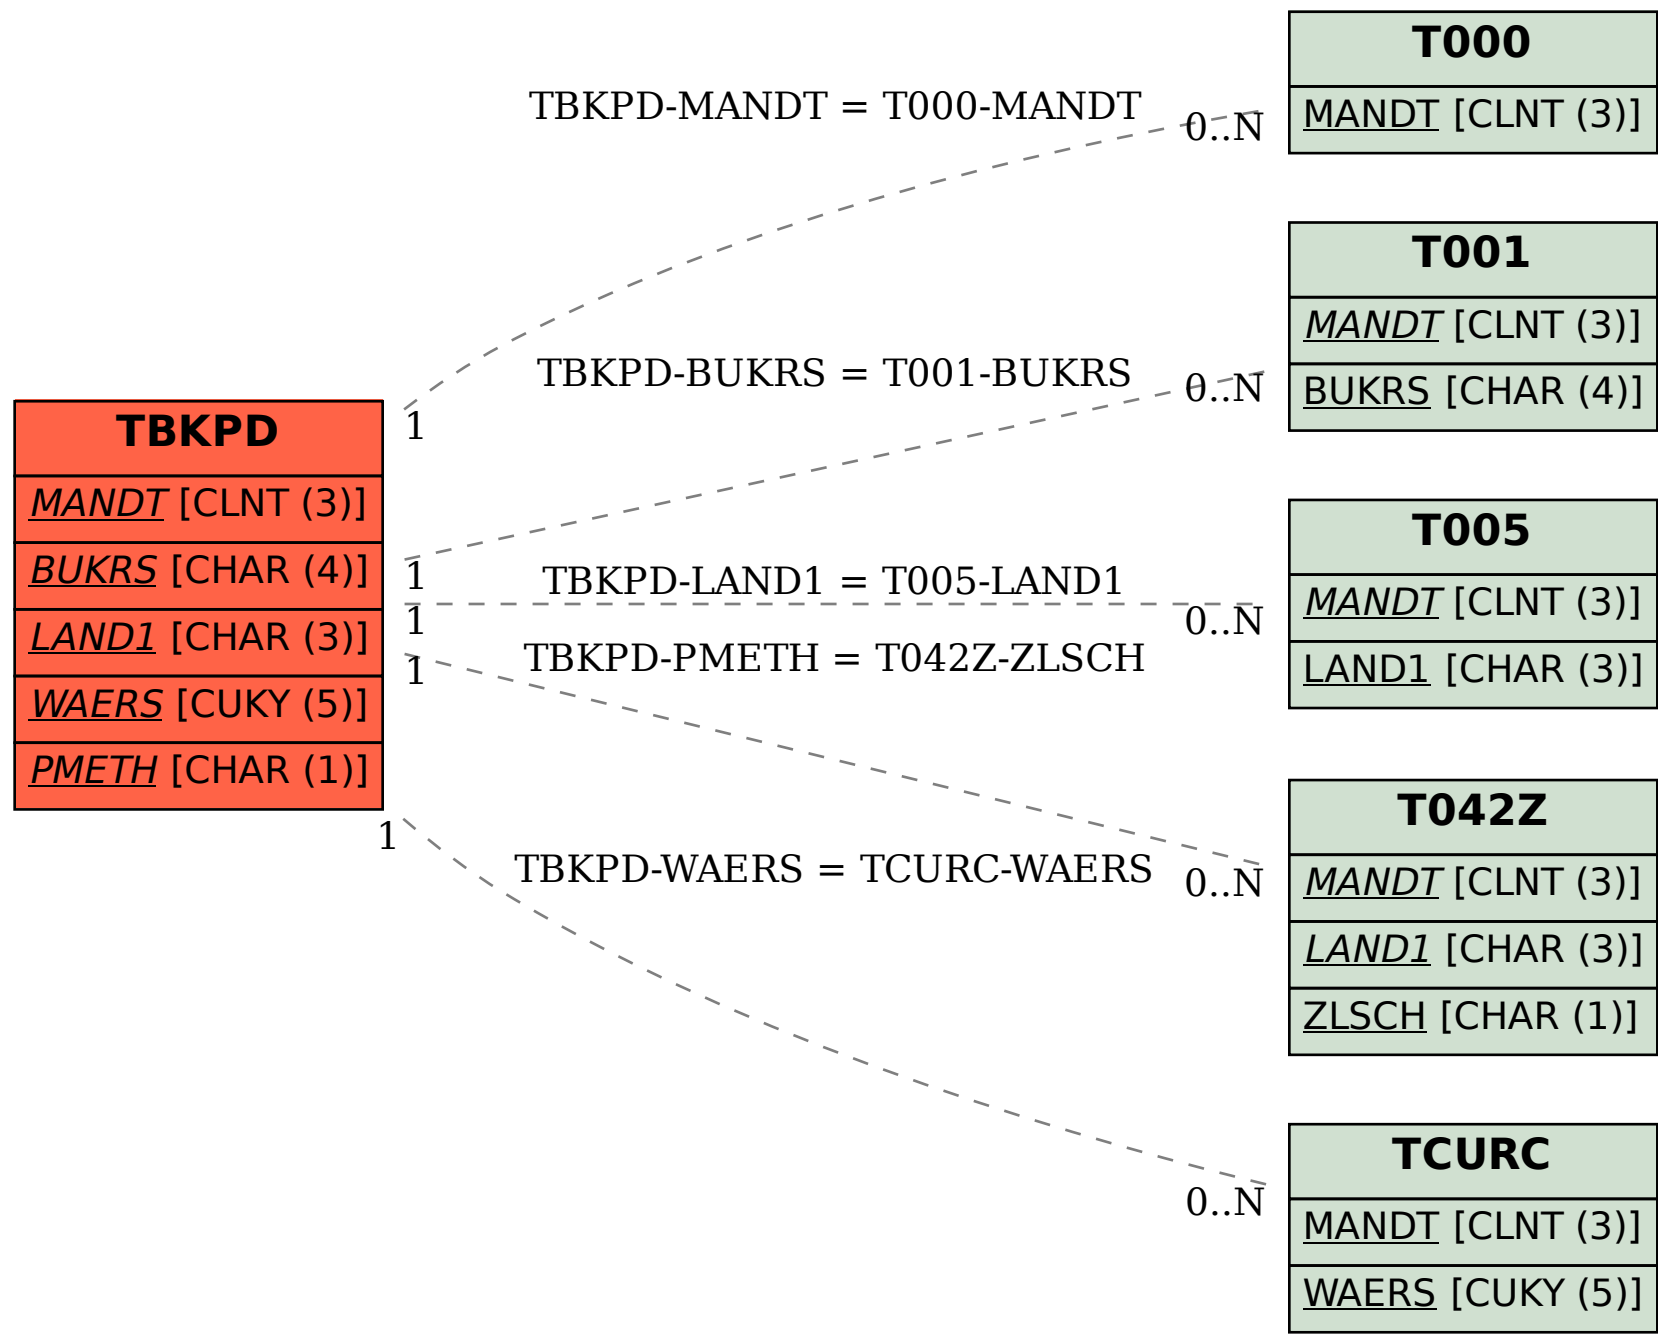 T000
MANDT [CLNT (3)]
TBKPD-MANDT = T000-MANDT
0..N
T001
MANDT [CLNT (3)]
BUKRS [CHAR (4)]
TBKPD-BUKRS = T001-BUKRS
0..N
TBKPD
MANDT [CLNT (3)]
BUKRS [CHAR (4)]
LAND1 [CHAR (3)]
WAERS [CUKY (5)]
PMETH [CHAR (1)]
1
1
1
1
1
T005
MANDT [CLNT (3)]
LAND1 [CHAR (3)]
TBKPD-LAND1 = T005-LAND1
0..N
TBKPD-PMETH = T042Z-ZLSCH
0..N
T042Z
MANDT [CLNT (3)]
LAND1 [CHAR (3)]
ZLSCH [CHAR (1)]
TBKPD-WAERS = TCURC-WAERS
0..N
TCURC
MANDT [CLNT (3)]
WAERS [CUKY (5)]